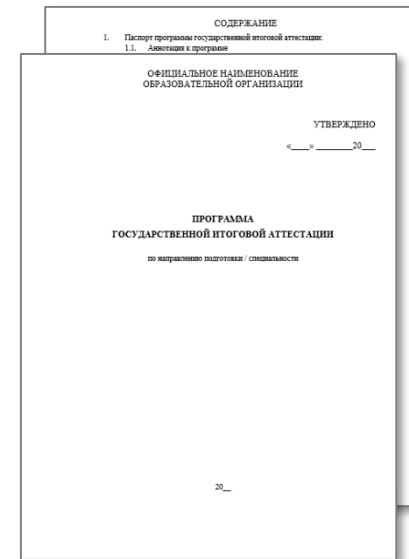 СОДЕРЖАНИЕ
1. Паспорт программы государственной итоговой аттестации:
1.1. Аннотация к программе
ОФИЦИАЛЬНОЕ НАИМЕНОВАНИЕ
ОБРАЗОВАТЕЛЬНОЙ ОРГАНИЗАЦИИ
УТВЕРЖДЕНО
«____» ________20___
ПРОГРАММА
ГОСУДАРСТВЕННОЙ ИТОГОВОЙ АТТЕСТАЦИИ
по направлению подготовки / специальности
20__